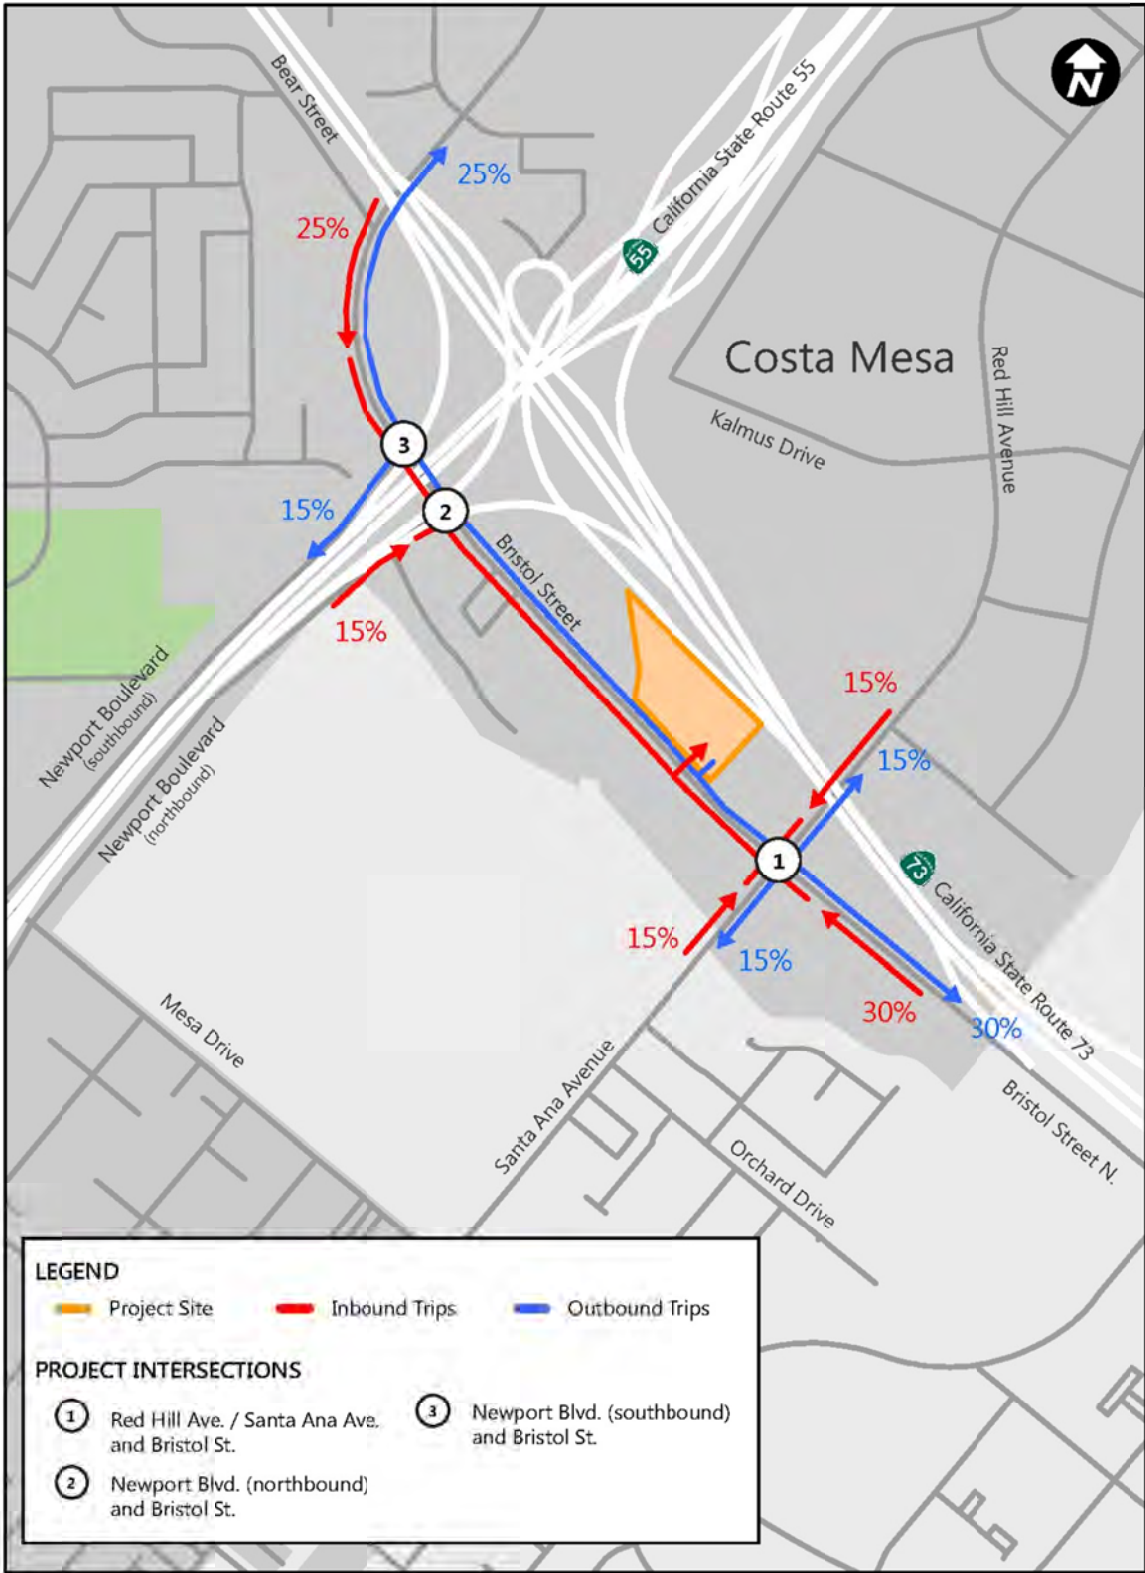 N
Bear Street
California State Route 55
25%
25%
55
Costa Mesa
Red Hill Avenue
Kalmus Drive
3
15%
2
Bristol Street
15%
15%
15%
Newport Boulevard
(southbound)
Newport Boulevard
(northbound)
1
73
California State Route 73
15%
15%
30%
30%
Mesa Drive
Santa Ana Avenue
Bristol Street N.
Orchard Drive
LEGEND
Project Site
Inbound Trips
Outbound Trips
PROJECT INTERSECTIONS
1
Red Hill Ave. / Santa Ana Ave.
and Bristol St.
2
Newport Blvd. (northbound)
and Bristol St.
3
Newport Blvd. (southbound)
and Bristol St.